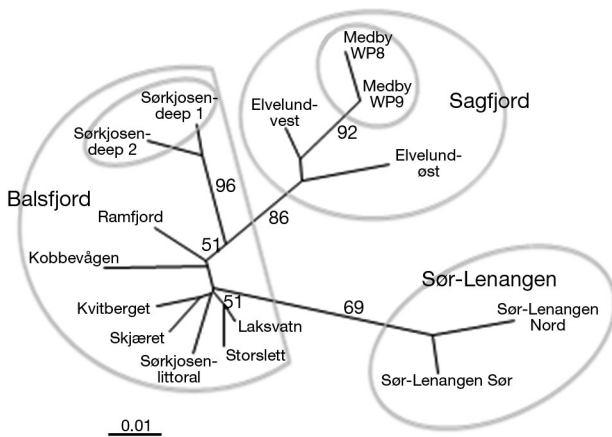 Medby
WP8
Medby
WP9
Sagfjord
Elvelund-
vest
92
Elvelund-
øst
Sørkjosen-
deep 1
Sørkjosen-
deep 2
96
Balsfjord
86
Ramfjord
51
Kobbevågen
Sør-Lenangen
51
69
Kvitberget
Sør-Lenangen
Nord
Laksvatn
Skjæret
Storslett
Sørkjosen-
littoral
Sør-Lenangen Sør
0.01